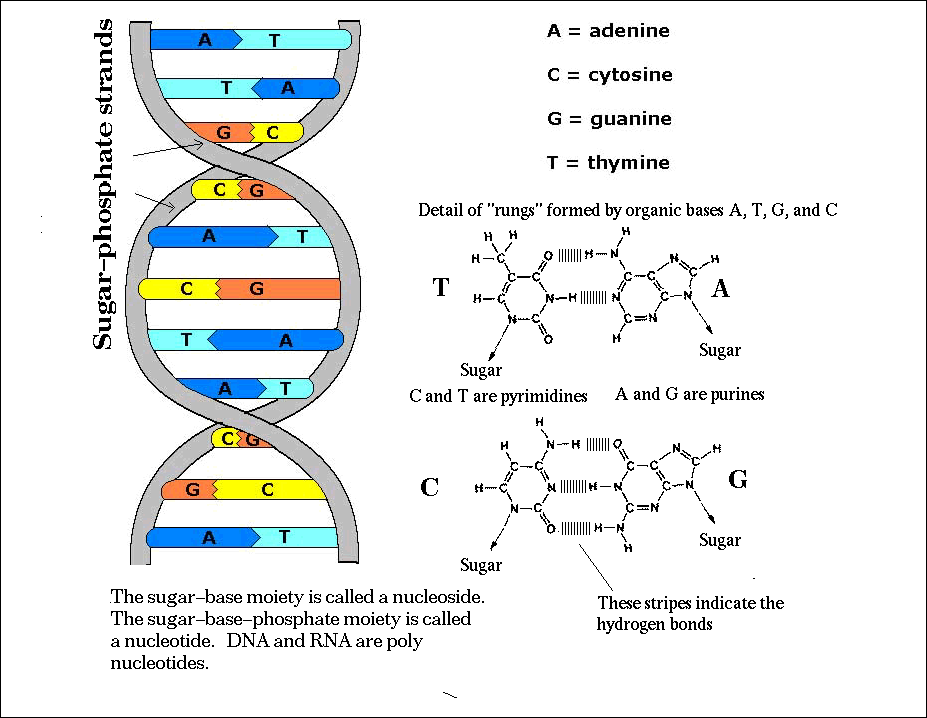 Sugar-phosphate strands
A T
T A
G C
C G
A T
C G
T A
A T
C G
G C
A T
A = adenine
C = cytosine
G = guanine
T = thymine
Detail of "rungs" formed by organic bases A, T, G, and C
H H
H C O H N H N H
T C C C C C A
H C N H N C N
N C C N
O H
Sugar Sugar
C and T are pyrimidines A and G are purines
H
H N H O N H
C C C C C
C H C N H N C N G
N C C N
O H N
H
Sugar Sugar
These stripes indicate the
hydrogen bonds
The sugar-base moiety is called a nucleoside.
The sugar-base-phosphate moiety is called
a nucleotide. DNA and RNA are poly
nucleotides.